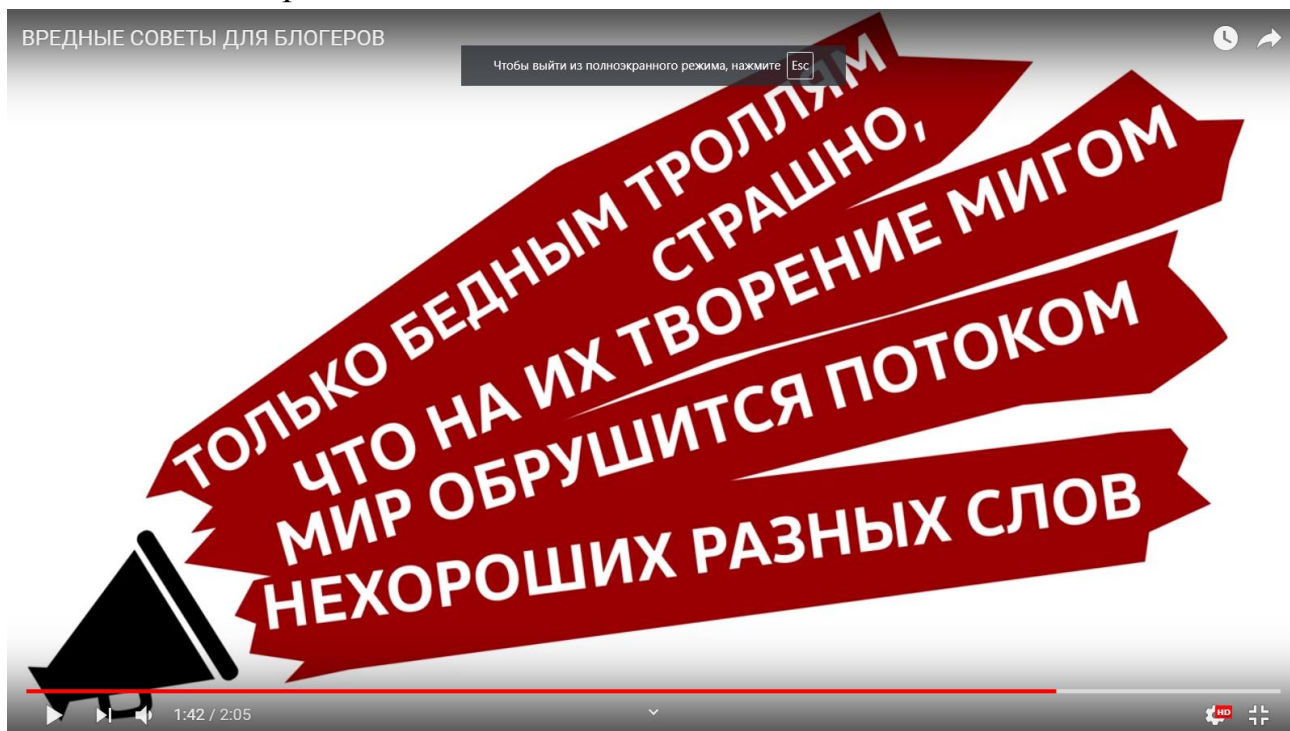 ВРЕДНЫЕ СОВЕТЫ ДЛЯ БЛОГЕРОВ
Чтобы выйти из полноэкранного режима, нажмите Esc
ТОЛЬКО БЕДНЫМ ТРОЛЛЯМ
СТРАШНО,
ЧТО НА ИХ ТВОРЕНИЕ МИГОМ
МИР ОБРУШИТСЯ ПОТОКОМ
НЕХОРОШИХ РАЗНЫХ СЛОВ
1:42 / 2:05
HD